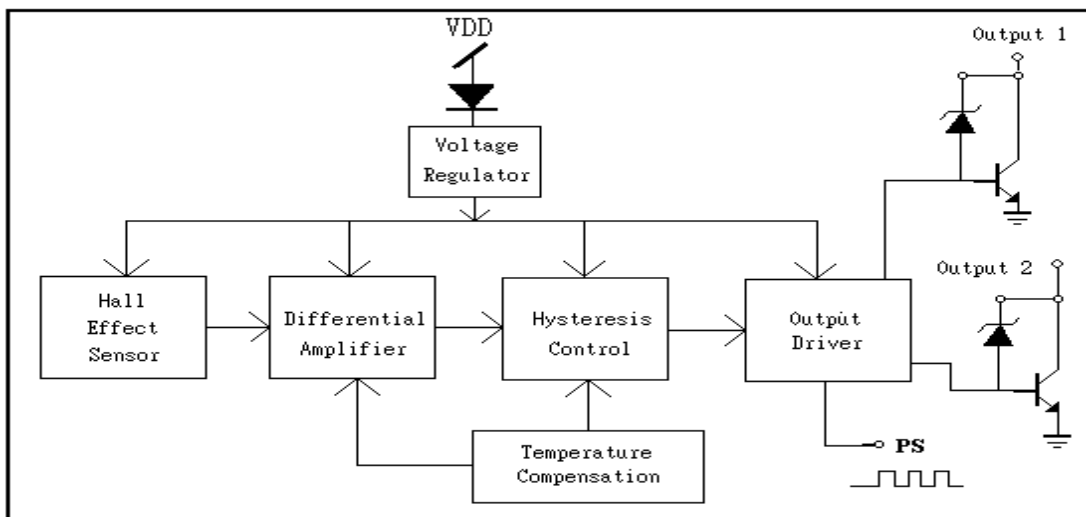 VDD
Output 1
Voltage
Regulator
Output 2
Hall
Effect
Sensor
Differential
Amplifier
Hysteresis
Control
Output
Driver
Temperature
Compensation
PS